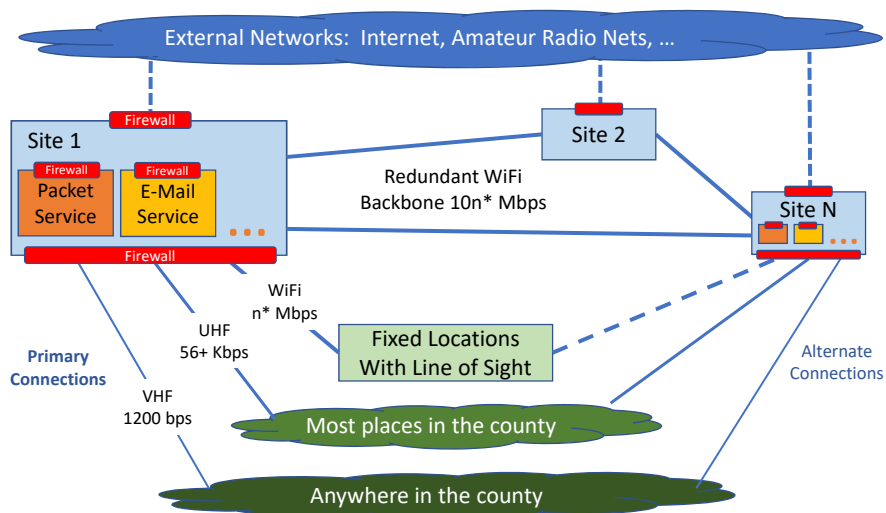 External Networks:  Internet, Amateur Radio Nets, ...
Firewall
Site 1
Firewall
Packet
Service
Firewall
E-Mail
Service
...
Firewall
Site 2
Redundant WiFi
Backbone 10n* Mbps
Site N
...
WiFi
n* Mbps
UHF
56+ Kbps
VHF
1200 bps
Primary
Connections
Fixed Locations
With Line of Sight
Alternate
Connections
Most places in the county
Anywhere in the county